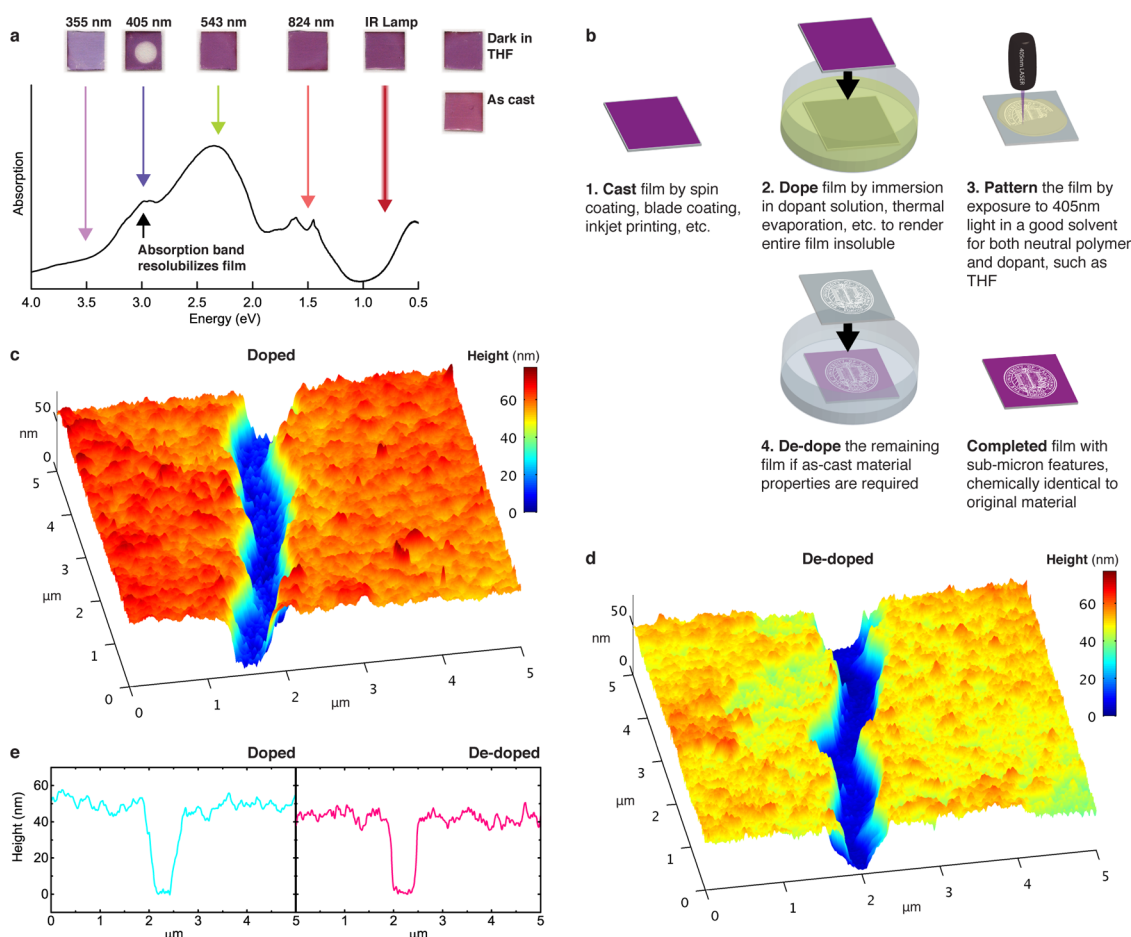 a
355 nm
405 nm
543 nm
824 nm
IR Lamp
Dark in
THF
As cast
Absorption
Absorption band
resolubilizes film
4.0
3.5
3.0
2.5
2.0
1.5
1.0
0.5
Energy (eV)
b
405nm LASER
1. Cast film by spin
coating, blade coating,
inkjet printing, etc.
2. Dope film by immersion
in dopant solution, thermal
evaporation, etc. to render
entire film insoluble
3. Pattern the film by
exposure to 405nm
light in a good solvent
for both neutral polymer
and dopant, such as
THF
4. De-dope the remaining
film if as-cast material
properties are required
Completed film with
sub-micron features,
chemically identical to
original material
c
Doped
Height (nm)
60
40
20
0
50
nm
0
5
4
3
μm
2
1
0
0
1
2
μm
3
4
5
d
De-doped
Height (nm)
60
40
20
0
50
nm
0
5
4
3
μm
2
1
0
0
1
2
μm
3
4
5
e
Doped
De-doped
Height (nm)
60
40
20
0
0
1
2
3
4
5
μm
0
1
2
3
4
5
μm